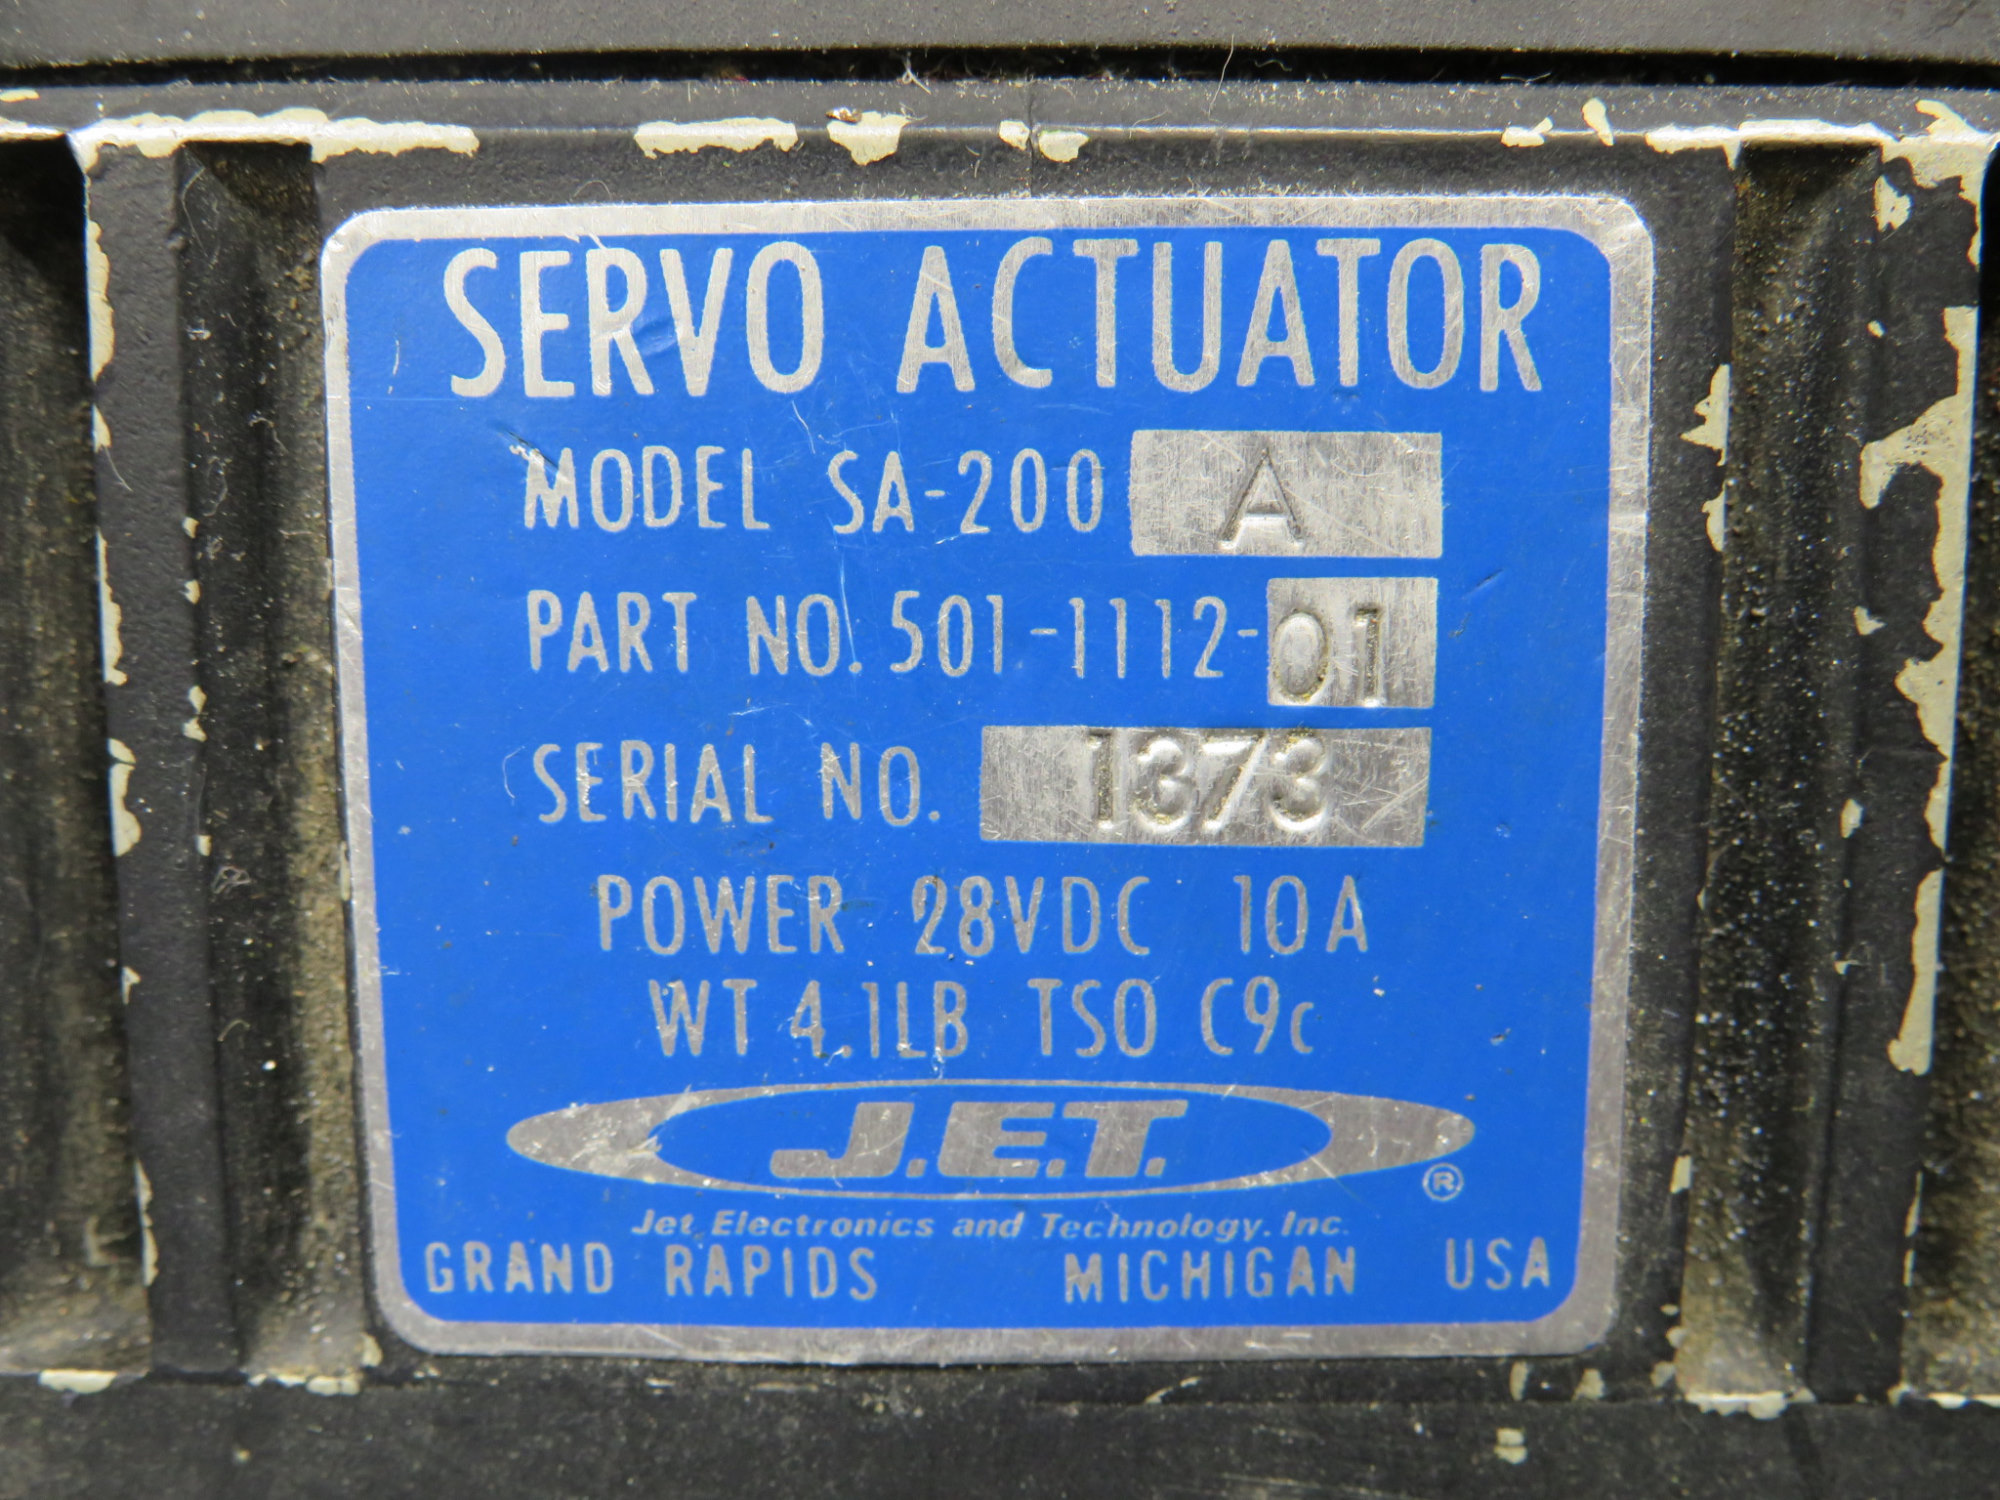 SERVO ACTUATOR
MODEL SA-200 A
PART NO. 501-1112-01
SERIAL NO. 1373
POWER 28VDC 10A
WT 4.1LB TSO C9c
J.E.T.
®
Jet Electronics and Technology. Inc.
GRAND RAPIDS MICHIGAN USA